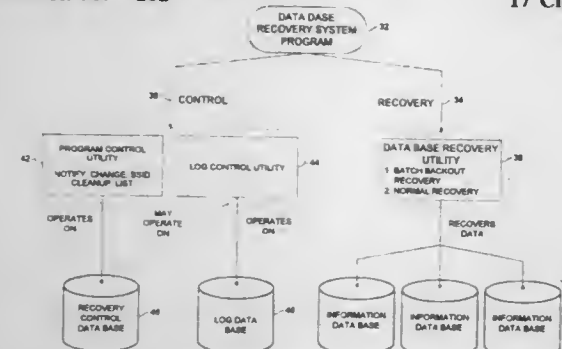 17 Cl
DATA DASE
RECOVERY SYSTEM
PROGRAM
32
CONTROL
RECOVERY
34
42
PROGRAM CONTROL
UTILITY
NOTIFY, CHANGE, SSID
CLEANUP LIST
LOG CONTROL UTILITY
44
DATA BASE RECOVERY
UTILITY
1 BATCH BACKOUT
RECOVERY
2 NORMAL RECOVERY
OPERATES
ON
MAY
OPERATE
ON
OPERATES
ON
RECOVERS
DATA
RECOVERY
CONTROL
DATA BASE
LOG DATA
BASE
INFORMATION
DATA BASE
INFORMATION
DATA BASE
INFORMATION
DATA BASE